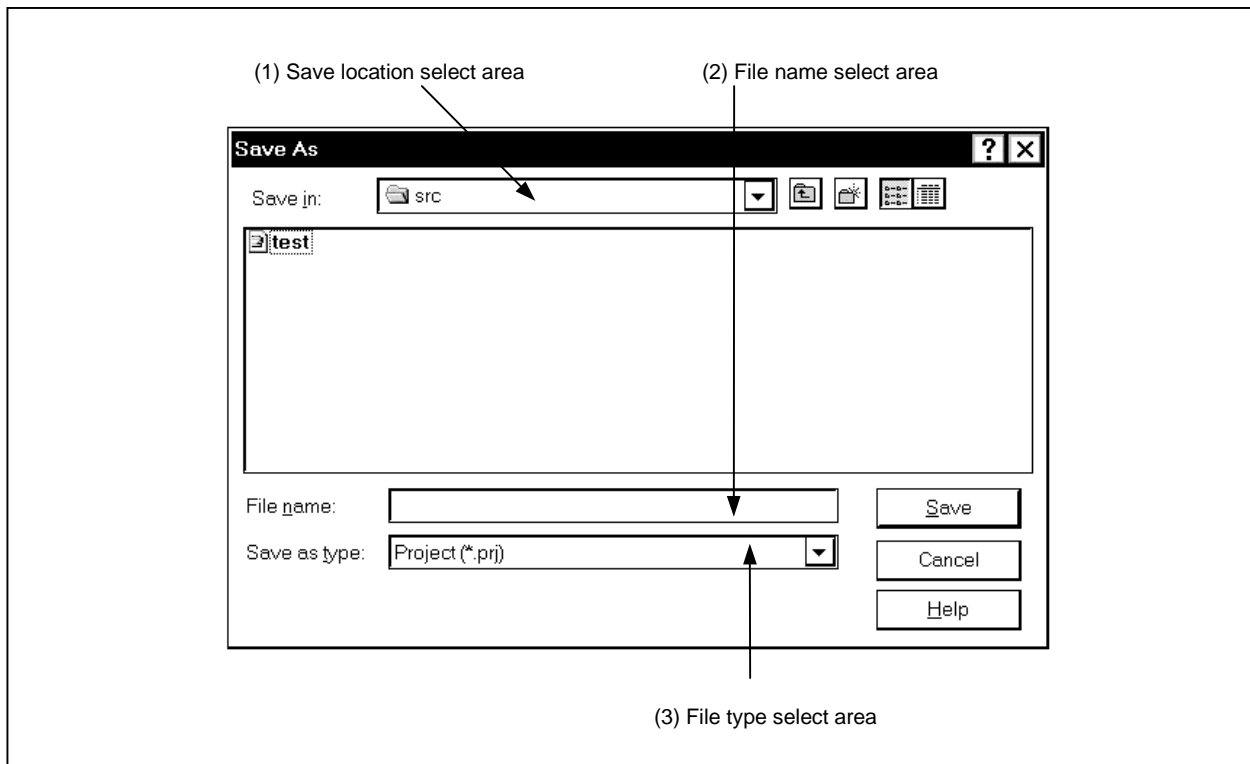 (1) Save location select area
(2) File name select area
Save As
Save in:
src
test
File name:
Save
Save as type:
Project (*.prj)
Cancel
Help
(3) File type select area